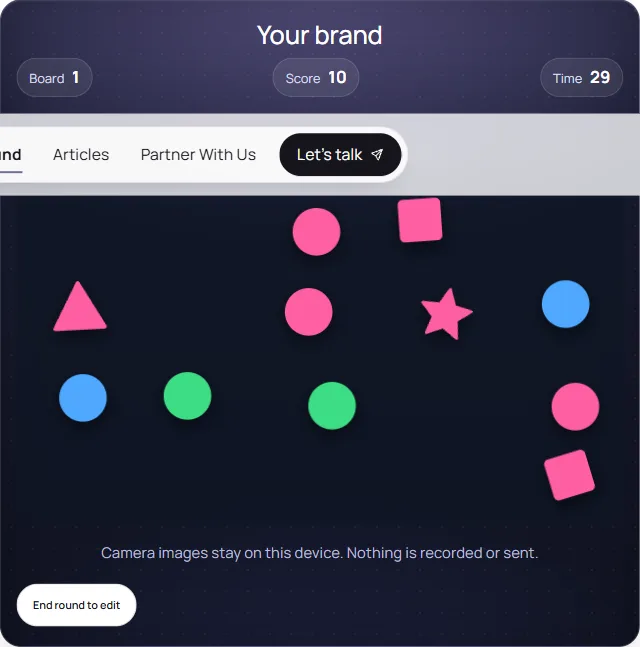 Your brand
Board 1
Score 10
Time 29
Articles
Partner With Us
Let's talk
Camera images stay on this device. Nothing is recorded or sent.
End round to edit